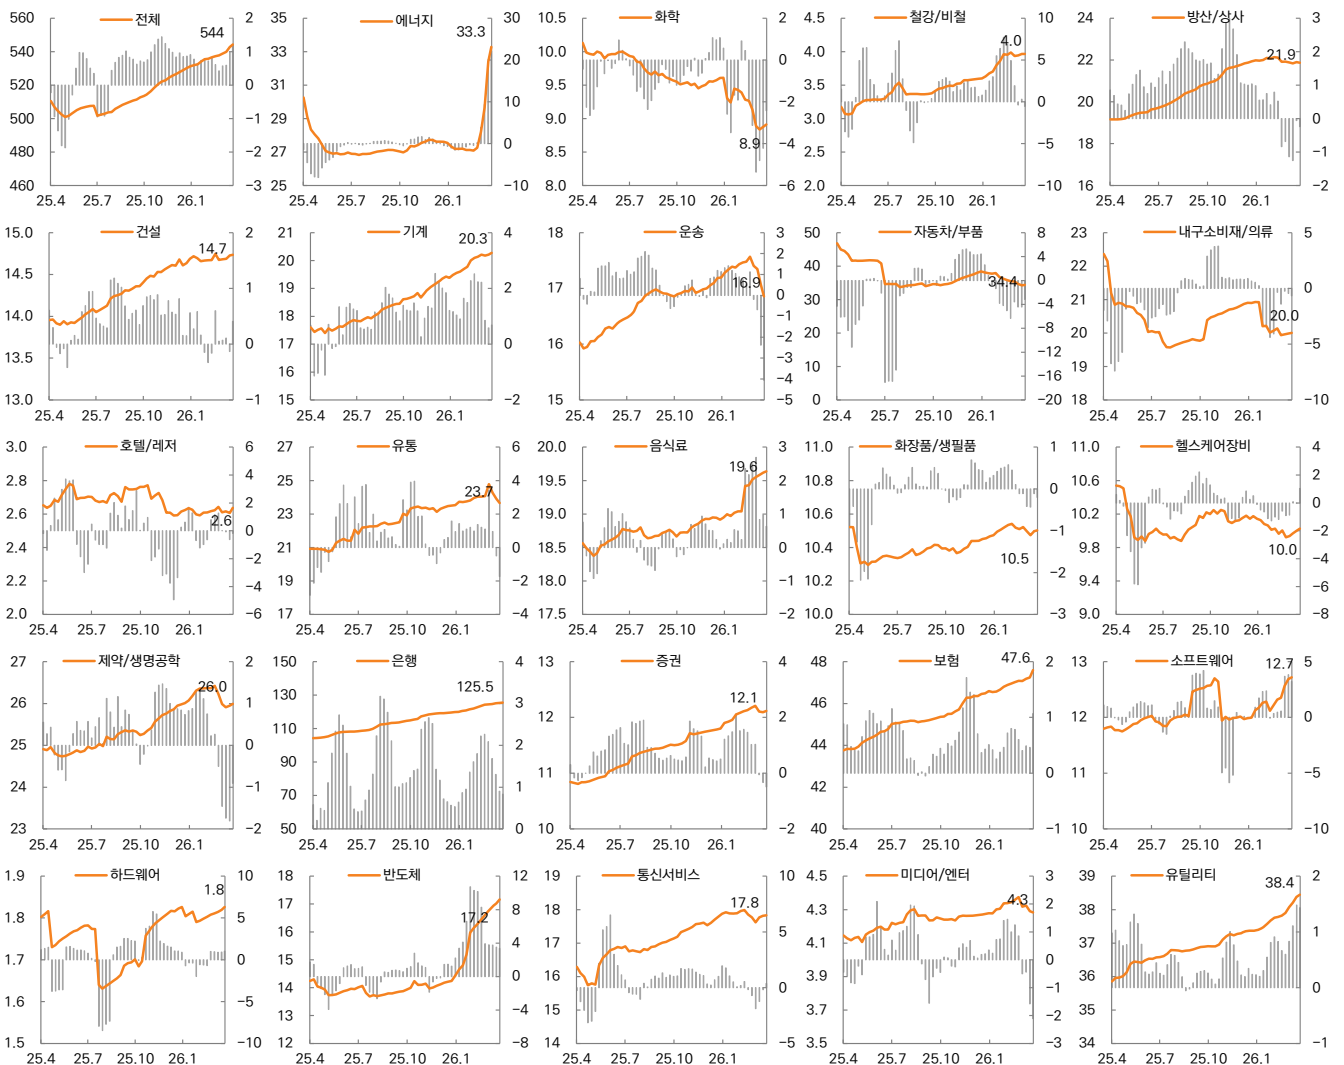 전체
560 540 520 500 480 460
2 1 0 −1 −2 −3
544
25.4 25.7 25.10 26.1
에너지
35 33 31 29 27 25
30 20 10 0 −10
33.3
25.4 25.7 25.10 26.1
화학
10.5 10.0 9.5 9.0 8.5 8.0
2 0 −2 −4 −6
8.9
25.4 25.7 25.10 26.1
철강/비철
4.5 4.0 3.5 3.0 2.5 2.0
10 5 0 −5 −10
4.0
25.4 25.7 25.10 26.1
방산/상사
24 22 20 18 16
3 2 1 0 −1 −2
21.9
25.4 25.7 25.10 26.1
건설
15.0 14.5 14.0 13.5 13.0
2 1 0 −1
14.7
25.4 25.7 25.10 26.1
기계
21 20 19 18 17 16 15
4 2 0 −2
20.3
25.4 25.7 25.10 26.1
운송
18 17 16 15
3 2 1 0 −1 −2 −3 −4 −5
16.9
25.4 25.7 25.10 26.1
자동차/부품
50 40 30 20 10 0
8 4 0 −4 −8 −12 −16 −20
34.4
25.4 25.7 25.10 26.1
내구소비재/의류
23 22 21 20 19 18
5 0 −5 −10
20.0
25.4 25.7 25.10 26.1
호텔/레저
3.0 2.8 2.6 2.4 2.2 2.0
6 4 2 0 −2 −4 −6
2.6
25.4 25.7 25.10 26.1
유통
27 25 23 21 19 17
6 4 2 0 −2 −4
23.7
25.4 25.7 25.10 26.1
음식료
20.0 19.5 19.0 18.5 18.0 17.5
3 2 1 0 −1 −2
19.6
25.4 25.7 25.10 26.1
화장품/생필품
11.0 10.8 10.6 10.4 10.2 10.0
1 0 −1 −2 −3
10.5
25.4 25.7 25.10 26.1
헬스케어장비
11.0 10.6 10.2 9.8 9.4 9.0
4 2 0 −2 −4 −6 −8
10.0
25.4 25.7 25.10 26.1
제약/생명공학
27 26 25 24 23
2 1 0 −1 −2
26.0
25.4 25.7 25.10 26.1
은행
150 130 110 90 70 50
4 3 2 1 0
125.5
25.4 25.7 25.10 26.1
증권
13 12 11 10
4 2 0 −2
12.1
25.4 25.7 25.10 26.1
보험
48 46 44 42 40
2 1 0 −1
47.6
25.4 25.7 25.10 26.1
소프트웨어
13 12 11 10
5 0 −5 −10
12.7
25.4 25.7 25.10 26.1
하드웨어
1.9 1.8 1.7 1.6 1.5
10 5 0 −5 −10
1.8
25.4 25.7 25.10 26.1
반도체
18 17 16 15 14 13 12
12 8 4 0 −4 −8
17.2
25.4 25.7 25.10 26.1
통신서비스
19 18 17 16 15 14
10 5 0 −5
17.8
25.4 25.7 25.10 26.1
미디어/엔터
4.5 4.3 4.1 3.9 3.7 3.5
3 2 1 0 −1 −2 −3
4.3
25.4 25.7 25.10 26.1
유틸리티
39 38 37 36 35 34
2 1 0 −1
38.4
25.4 25.7 25.10 26.1